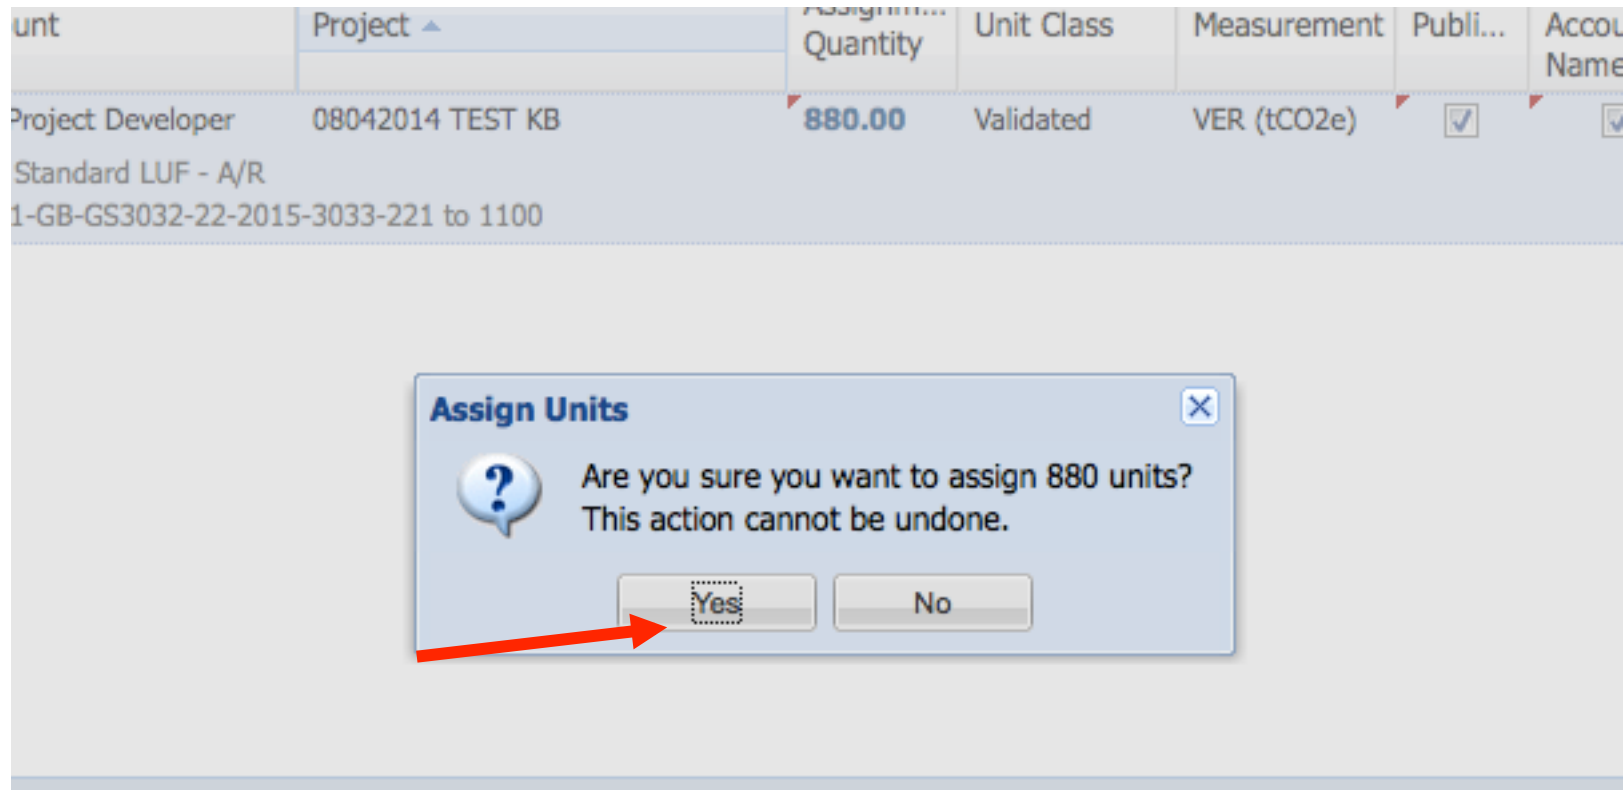 unt Project Assignm... Quantity Unit Class Measurement Publi... Accou Name
Project Developer 08042014 TEST KB 880.00 Validated VER (tCO2e)
Standard LUF - A/R
1-GB-GS3032-22-2015-3033-221 to 1100
Assign Units
Are you sure you want to assign 880 units?
This action cannot be undone.
Yes No